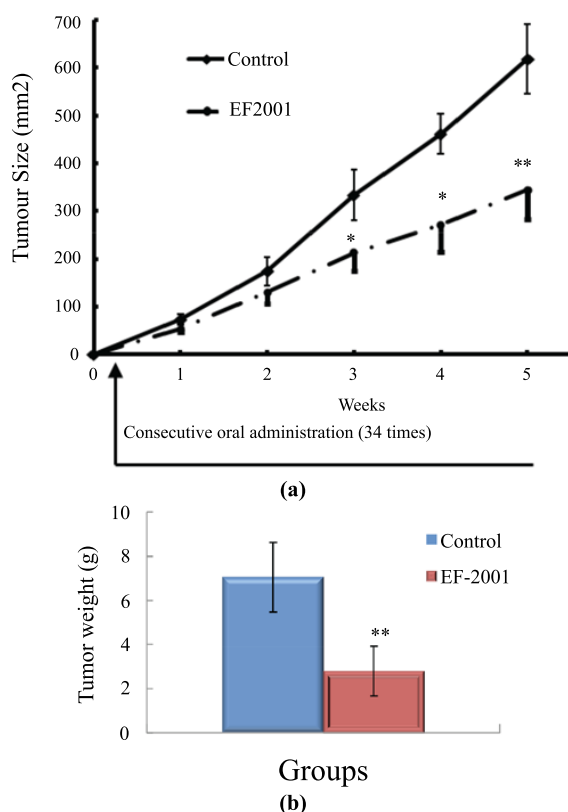 700
600
500
400
300
200
100
0
Tumour Size (mm2)
Control
EF2001
*
*
**
0 1 2 3 4 5
Weeks
Consecutive oral administration (34 times)
(a)
10
8
6
4
2
0
Tumor weight (g)
Control
EF-2001
**
Groups
(b)